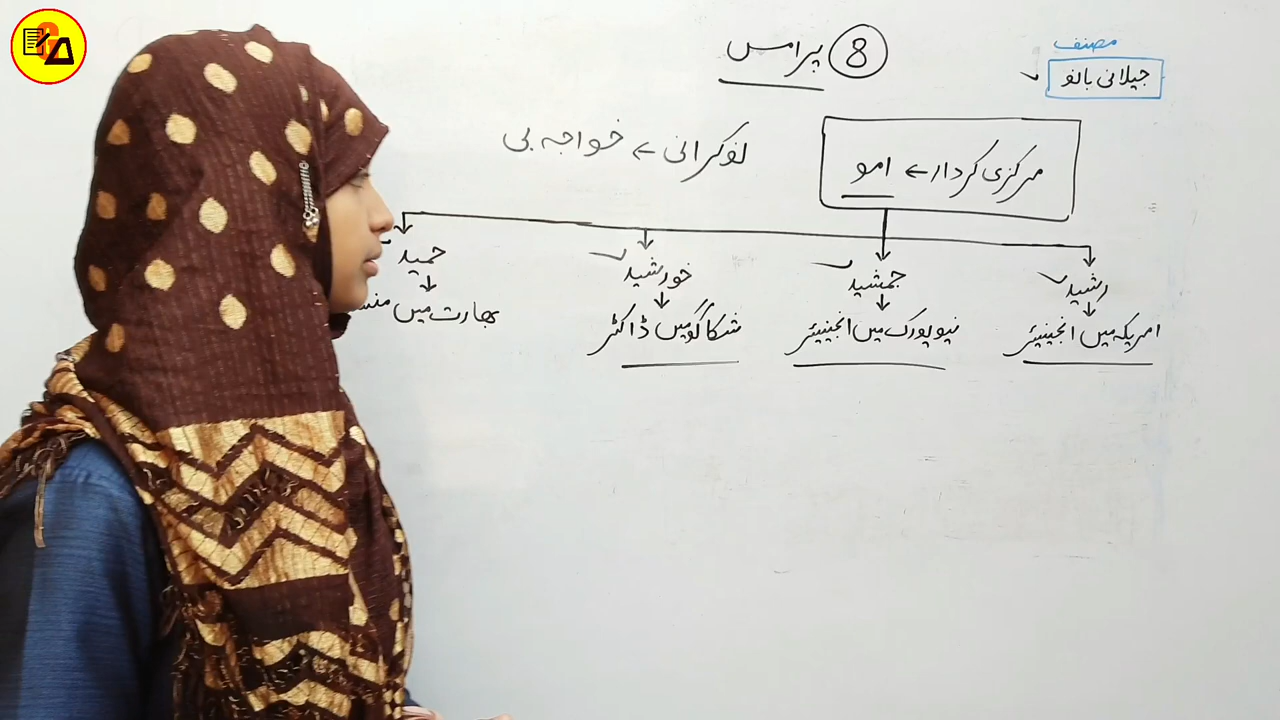 8 پرامس
مصنف
جیلانی بانو
مرکزی کردار ← امو
نوکرانی ← خواجہ بی
رشید
جمشید
خورشید
حمید
امریکہ میں انجینیئر
نیویورک میں انجینیئر
شکاگو میں ڈاکٹر
بھارت میں